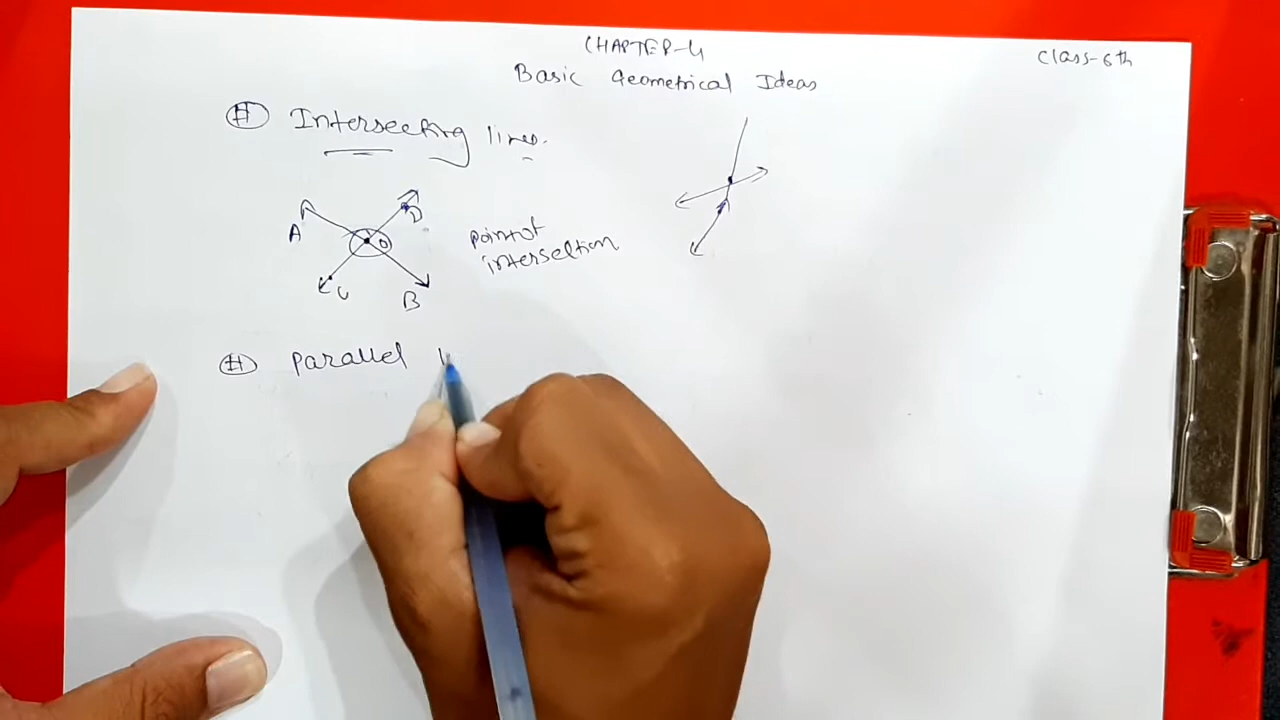 CHAPTER-4
Class-6th
Basic Geometrical Ideas
# Intersecting lines.
A
D
O
C
B
point of
intersection
# parallel l